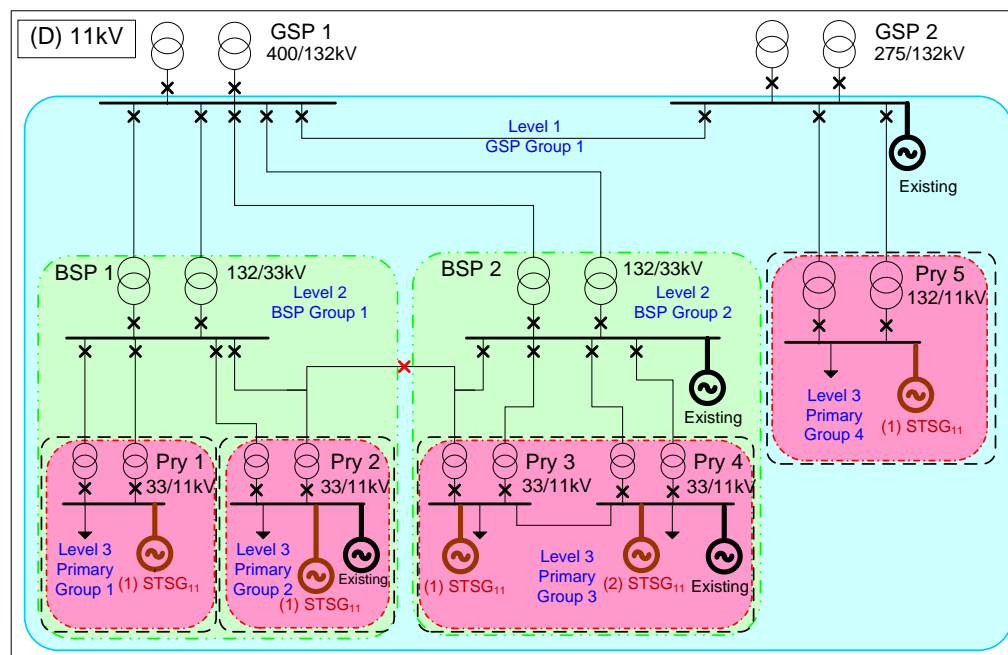 (D) 11kV
GSP 1
400/132kV
GSP 2
275/132kV
Level 1
GSP Group 1
Existing
BSP 1
132/33kV
Level 2
BSP Group 1
BSP 2
132/33kV
Level 2
BSP Group 2
Existing
Pry 5
132/11kV
Level 3
Primary
Group 4
(1) STSG₁₁
Pry 1
33/11kV
Level 3
Primary
Group 1
(1) STSG₁₁
Pry 2
33/11kV
Level 3
Primary
Group 2
(1) STSG₁₁
Existing
Pry 3
33/11kV
Pry 4
33/11kV
(1) STSG₁₁
Level 3
Primary
Group 3
(2) STSG₁₁
Existing